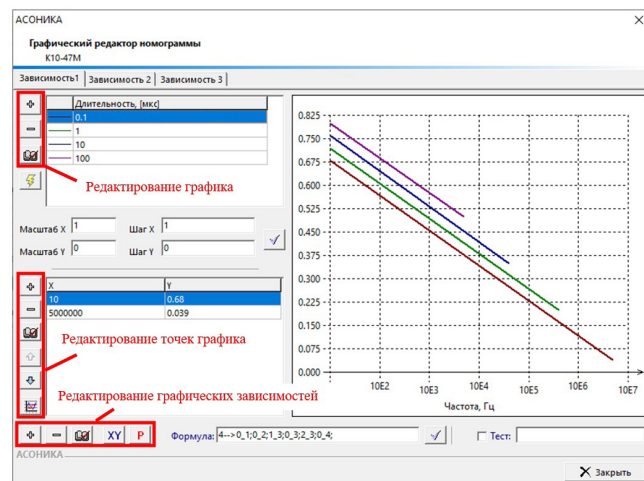 АСОНИКА
Графический редактор номограммы
К10-47М
Зависимость1 Зависимость 2 Зависимость 3
Длительность, [мкс]
0.1
1
10
100
Редактирование графика
Масштаб X 1 Шаг X 1
Масштаб Y 0 Шаг Y 0
X Y
10 0.68
5000000 0.039
Редактирование точек графика
Редактирование графических зависимостей
0.825
0.750
0.675
0.600
0.525
0.450
0.375
0.300
0.225
0.150
0.075
0.000
10E2 10E3 10E4 10E5 10E6 10E7
Частота, Гц
XY P Формула: 4-->0_1;0_2;1_3;0_3;2_3;0_4; Тест:
АСОНИКА
Закрыть